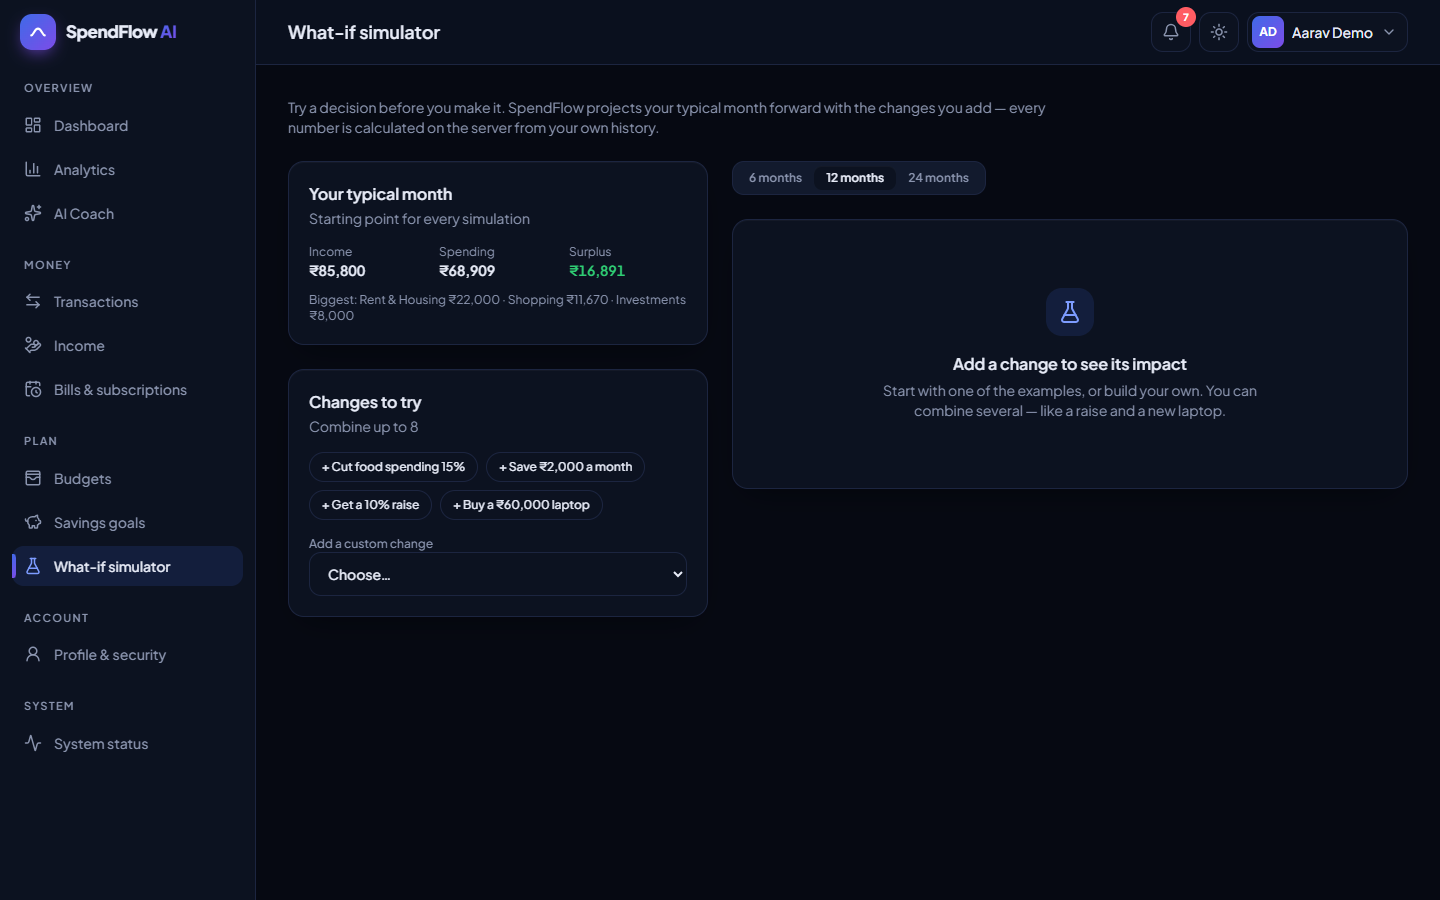 SpendFlow AI
OVERVIEW
Dashboard
Analytics
AI Coach
MONEY
Transactions
Income
Bills & subscriptions
PLAN
Budgets
Savings goals
What-if simulator
ACCOUNT
Profile & security
SYSTEM
System status
What-if simulator
7
AD
Aarav Demo
Try a decision before you make it. SpendFlow projects your typical month forward with the changes you add — every
number is calculated on the server from your own history.
Your typical month
Starting point for every simulation
Income Spending Surplus
₹85,800 ₹68,909 ₹16,891
Biggest: Rent & Housing ₹22,000 · Shopping ₹11,670 · Investments
₹8,000
Changes to try
Combine up to 8
+ Cut food spending 15% + Save ₹2,000 a month
+ Get a 10% raise + Buy a ₹60,000 laptop
Add a custom change
Choose…
6 months 12 months 24 months
Add a change to see its impact
Start with one of the examples, or build your own. You can
combine several — like a raise and a new laptop.